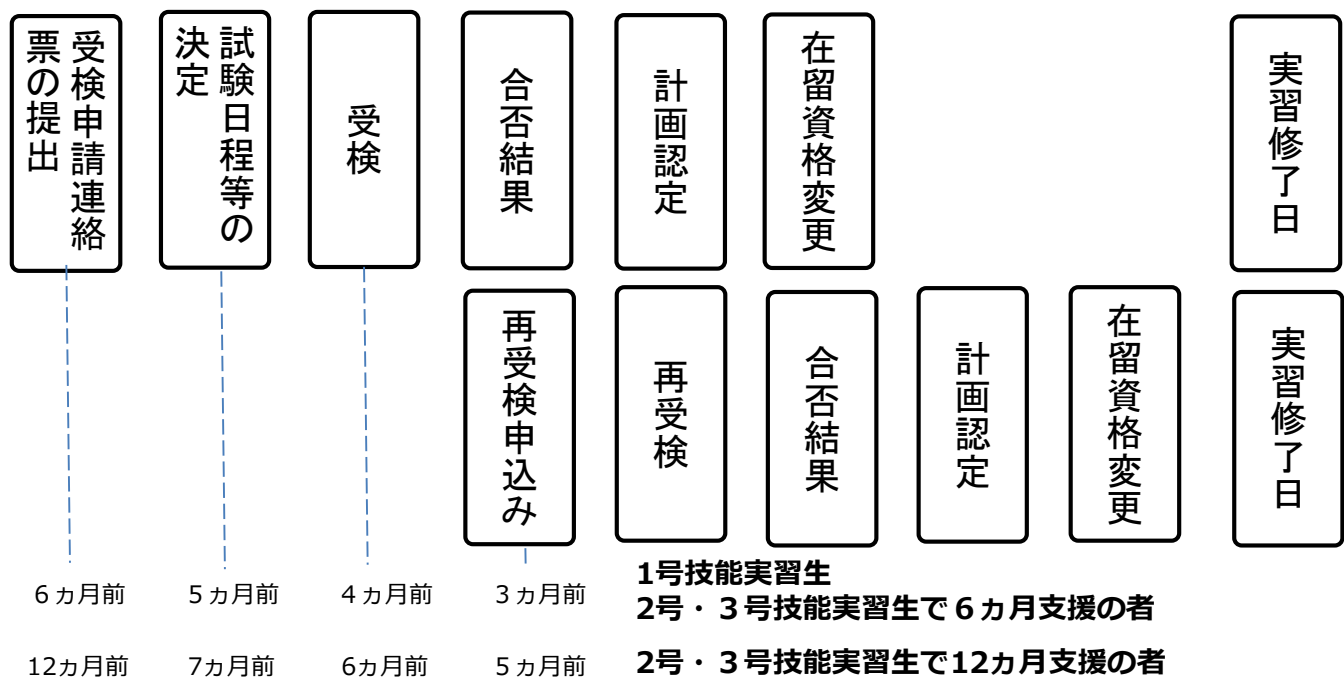 受検申請連絡
票の提出
試験日程等の
決定
受検
合否結果
計画認定
在留資格変更
実習修了日
再受検申込み
再受検
合否結果
計画認定
在留資格変更
実習修了日
6ヵ月前
5ヵ月前
4ヵ月前
3ヵ月前
1号技能実習生
2号・3号技能実習生で6ヵ月支援の者
12ヵ月前
7ヵ月前
6ヵ月前
5ヵ月前
2号・3号技能実習生で12ヵ月支援の者